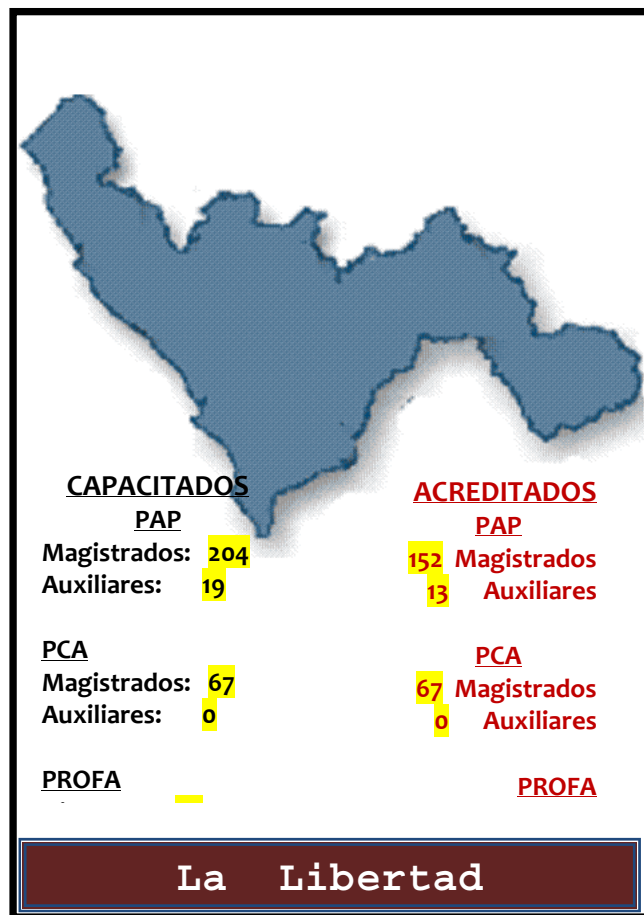 CAPACITADOS
PAP
Magistrados: 204
Auxiliares: 19
PCA
Magistrados: 67
Auxiliares: 0
PROFA
ACREDITADOS
PAP
152 Magistrados
13 Auxiliares
PCA
67 Magistrados
0 Auxiliares
PROFA
La Libertad